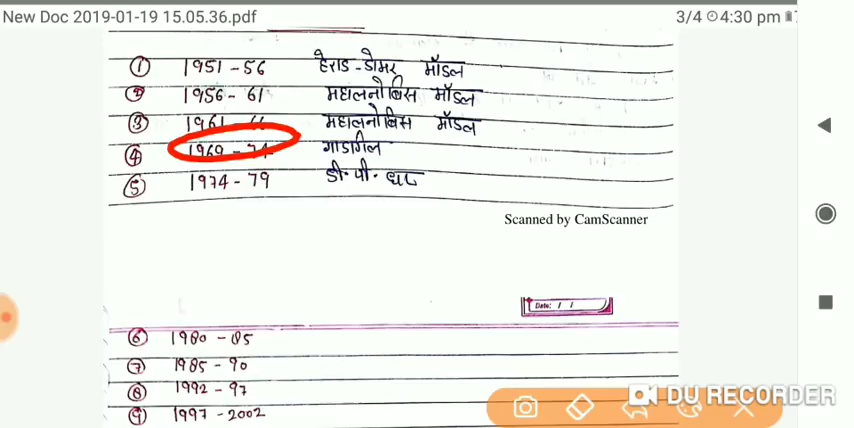 New Doc 2019-01-19 15.05.36.pdf 3/4 4:30 pm
① 1951-56 हैराड-डोमर मॉडल
② 1956-61 महालनोबिस मॉडल
③ 1961-66 महालनोबिस मॉडल
④ 1969-74 गाडगिल
⑤ 1974-79 डी. पी. धर
Scanned by CamScanner
Date: / /
⑥ 1980-85
⑦ 1985-90
⑧ 1992-97
⑨ 1997-2002
DU RECORDER